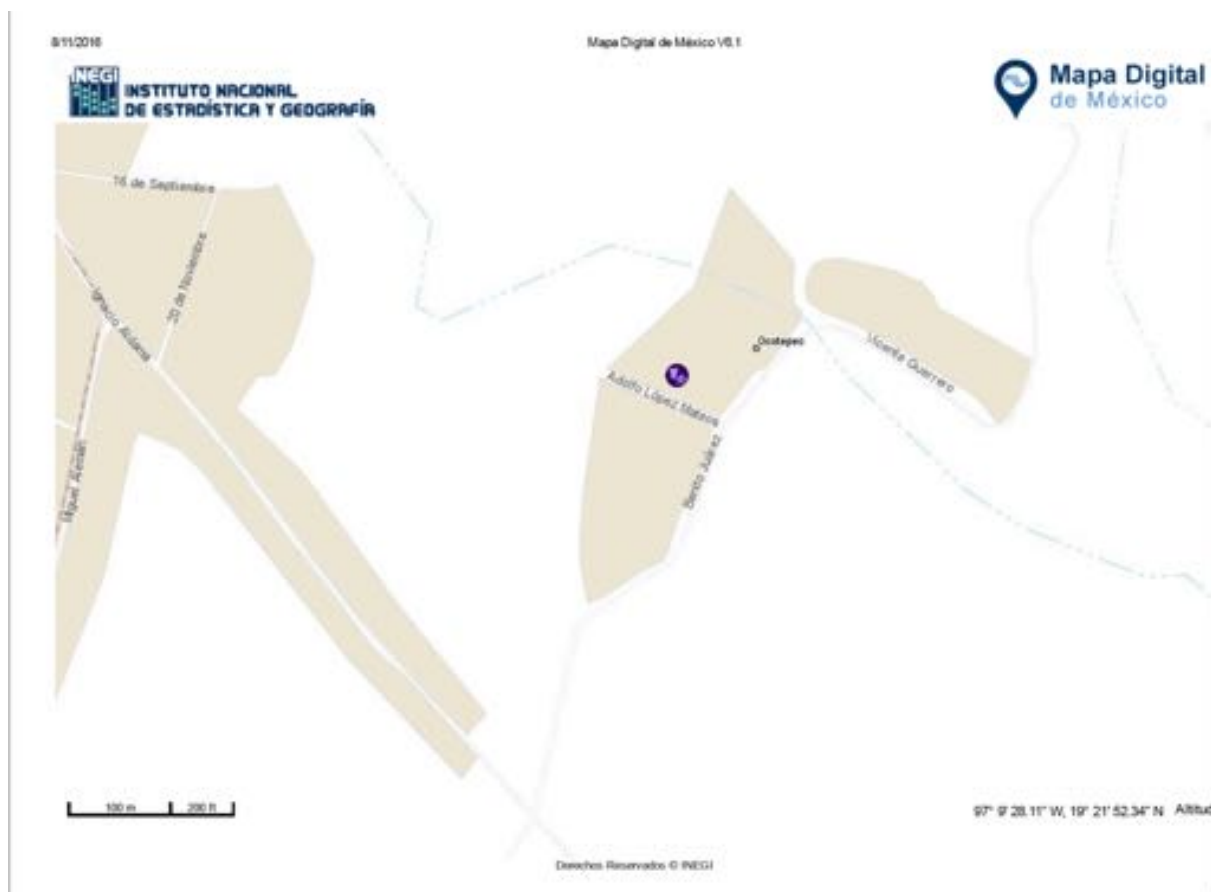 8/11/2016
Mapa Digital de México V6.1
INEGI
INSTITUTO NACIONAL
DE ESTADÍSTICA Y GEOGRAFÍA
Mapa Digital
de México
16 de Septiembre
20 de Noviembre
Ignacio Aldama
Miguel Alemán
Ocotepec
Vicente Guerrero
Adolfo López Mateos
Benito Juárez
100 m
200 ft
97° 9' 28.11" W, 19° 21' 52.34" N Altitud
Derechos Reservados © INEGI